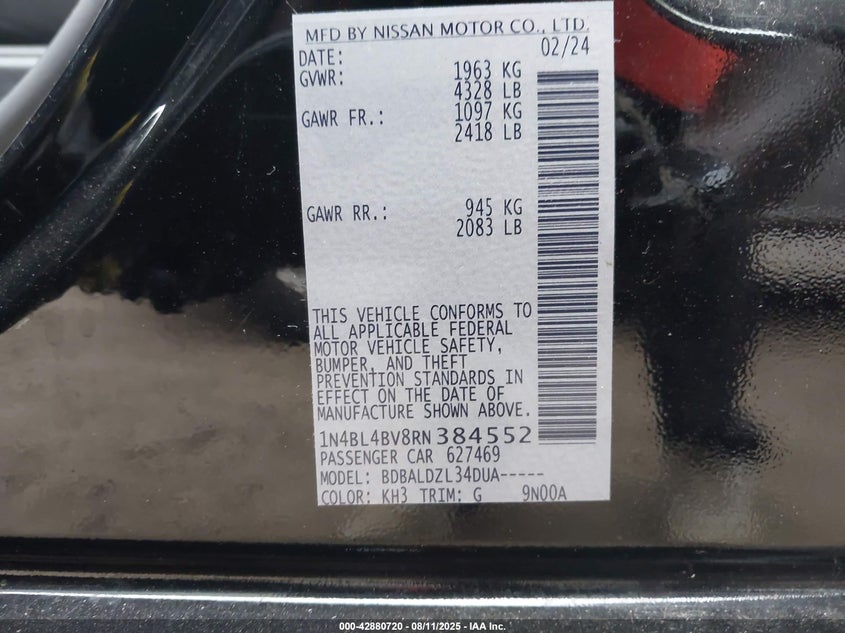 MFD BY NISSAN MOTOR CO., LTD.
DATE: 02/24
GVWR: 1963 KG
4328 LB
GAWR FR.: 1097 KG
2418 LB
GAWR RR.: 945 KG
2083 LB
THIS VEHICLE CONFORMS TO
ALL APPLICABLE FEDERAL
MOTOR VEHICLE SAFETY,
BUMPER, AND THEFT
PREVENTION STANDARDS IN
EFFECT ON THE DATE OF
MANUFACTURE SHOWN ABOVE.
1N4BL4BV8RN384552
PASSENGER CAR 627469
MODEL: BDBALDZL34DUA-----
COLOR: KH3 TRIM: G 9N00A
000-42880720 - 08/11/2025 - IAA Inc.